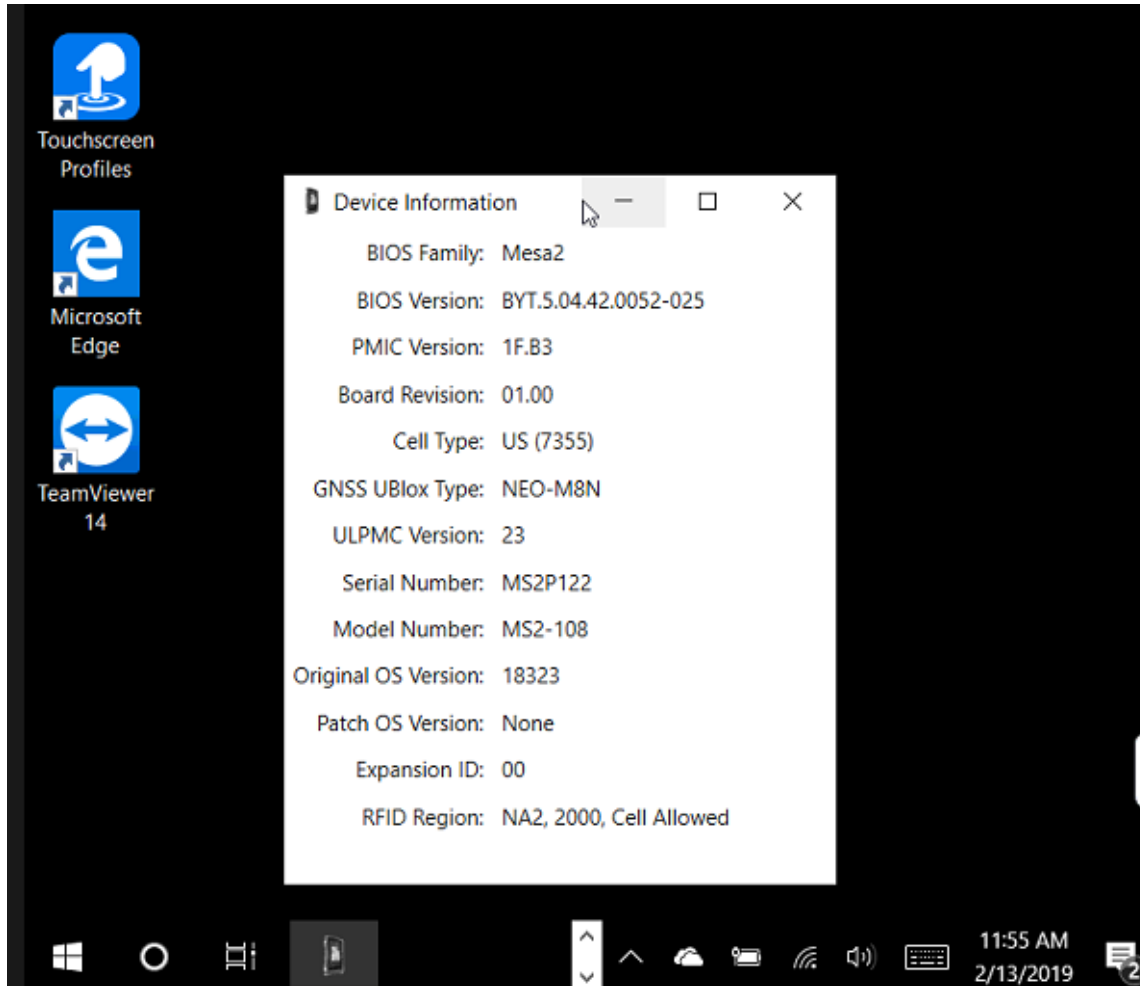 Touchscreen
Profiles
Microsoft
Edge
TeamViewer
14
Device Information
BIOS Family: Mesa2
BIOS Version: BYT.5.04.42.0052-025
PMIC Version: 1F.B3
Board Revision: 01.00
Cell Type: US (7355)
GNSS UBlox Type: NEO-M8N
ULPMC Version: 23
Serial Number: MS2P122
Model Number: MS2-108
Original OS Version: 18323
Patch OS Version: None
Expansion ID: 00
RFID Region: NA2, 2000, Cell Allowed
11:55 AM
2/13/2019
2